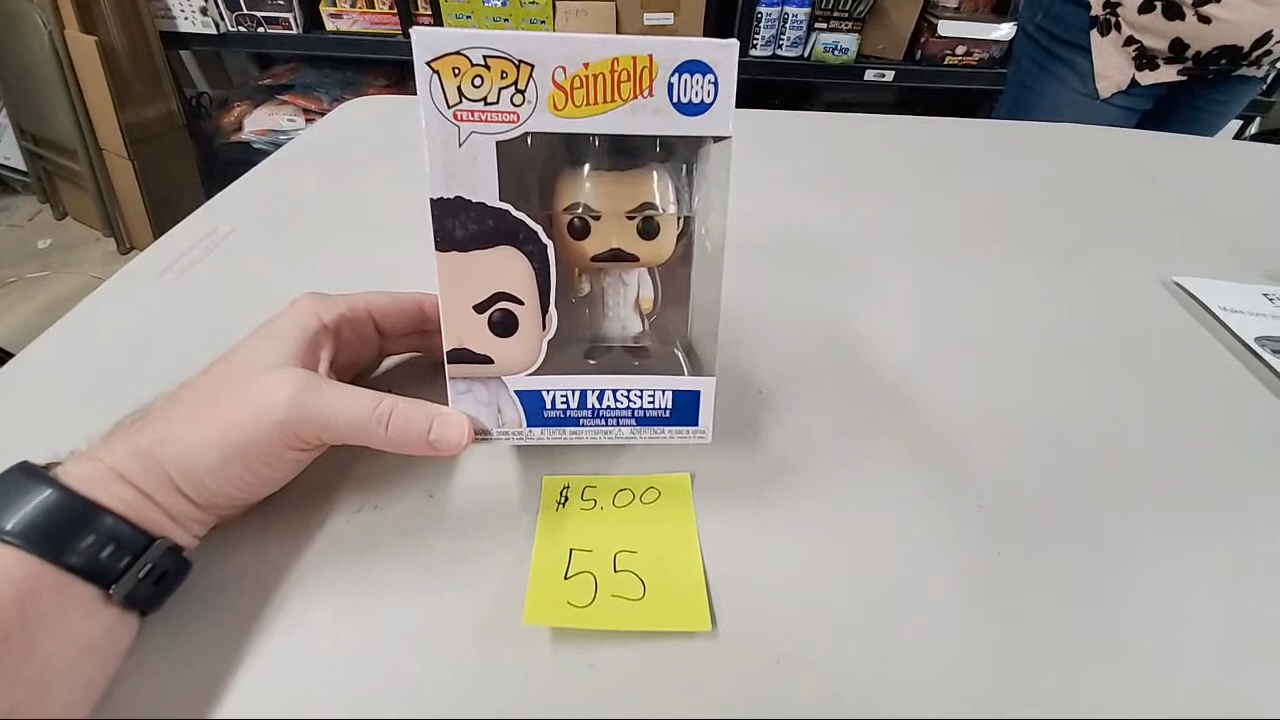 POP!
TELEVISION
Seinfeld
1086
YEV KASSEM
VINYL FIGURE / FIGURINE EN VINYLE
FIGURA DE VINIL
$5.00
55